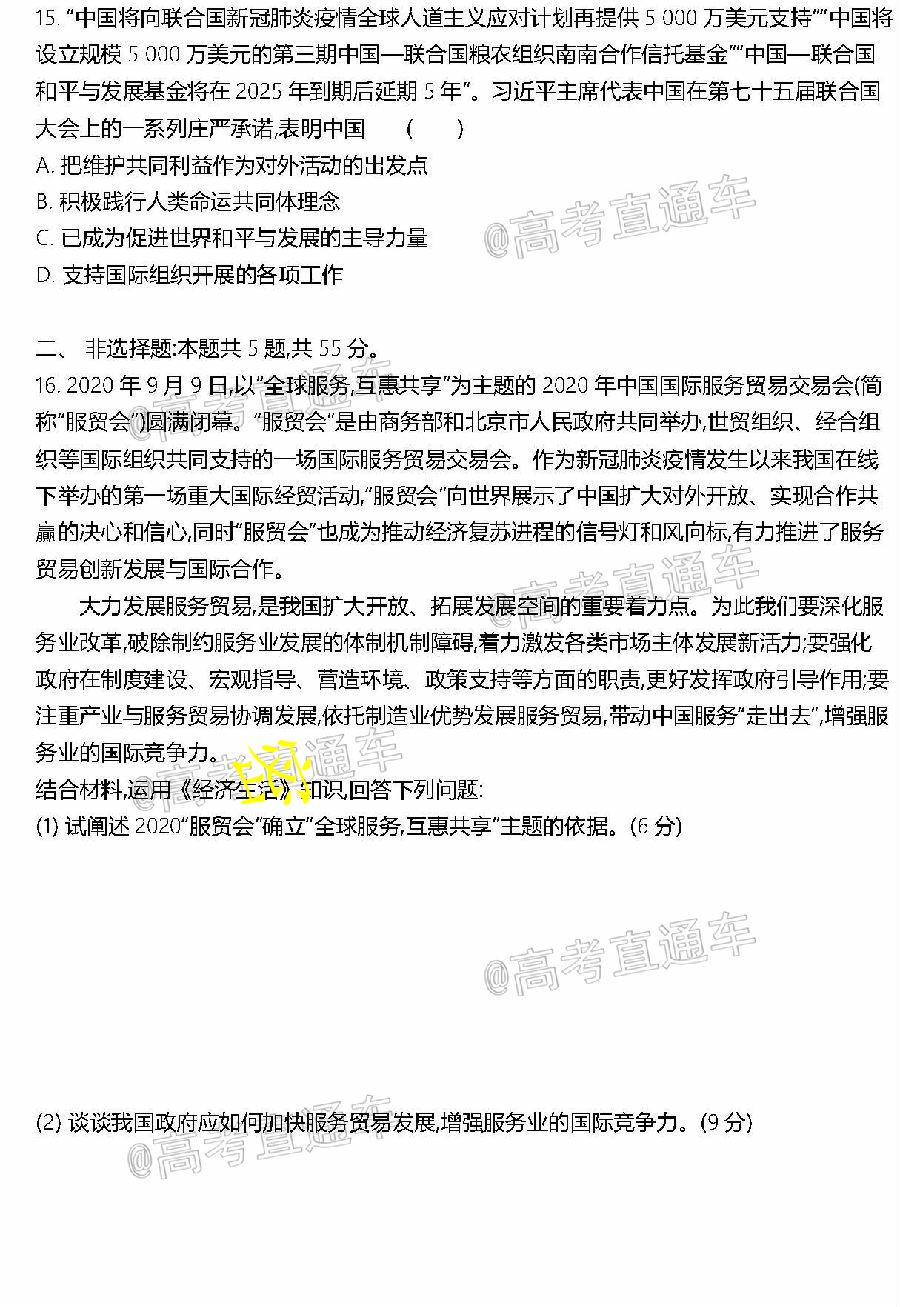 15. “中国将向联合国新冠肺炎疫情全球人道主义应对计划再提供 5 000 万美元支持”“中国将
设立规模 5 000 万美元的第三期中国—联合国粮农组织南南合作信托基金”“中国—联合国
和平与发展基金将在 2025 年到期后延期 5 年”。习近平主席代表中国在第七十五届联合国
大会上的一系列庄严承诺,表明中国 ( )
A. 把维护共同利益作为对外活动的出发点
B. 积极践行人类命运共同体理念
C. 已成为促进世界和平与发展的主导力量
D. 支持国际组织开展的各项工作
@高考直通车
二、 非选择题:本题共 5 题,共 55 分。
16. 2020 年 9 月 9 日,以“全球服务,互惠共享”为主题的 2020 年中国国际服务贸易交易会(简
称“服贸会”)圆满闭幕。“服贸会”是由商务部和北京市人民政府共同举办,世贸组织、经合组
织等国际组织共同支持的一场国际服务贸易交易会。作为新冠肺炎疫情发生以来我国在线
下举办的第一场重大国际经贸活动,“服贸会”向世界展示了中国扩大对外开放、实现合作共
赢的决心和信心,同时“服贸会”也成为推动经济复苏进程的信号灯和风向标,有力推进了服务
贸易创新发展与国际合作。
@高考直通车
@高考直通车
大力发展服务贸易,是我国扩大开放、拓展发展空间的重要着力点。为此我们要深化服
务业改革,破除制约服务业发展的体制机制障碍,着力激发各类市场主体发展新活力;要强化
政府在制度建设、宏观指导、营造环境、政策支持等方面的职责,更好发挥政府引导作用;要
注重产业与服务贸易协调发展,依托制造业优势发展服务贸易,带动中国服务“走出去”,增强服
务业的国际竞争力。
@高考直通车
结合材料,运用《经济生活》知识,回答下列问题:
(1) 试阐述 2020“服贸会”确立“全球服务,互惠共享”主题的依据。(6 分)
@高考直通车
(2) 谈谈我国政府应如何加快服务贸易发展,增强服务业的国际竞争力。(9 分)
@高考直通车